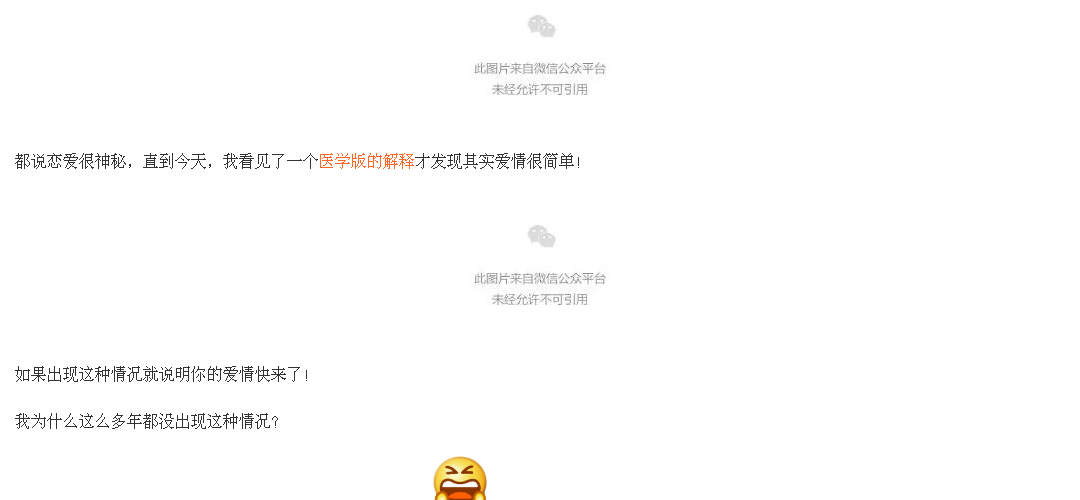 此图片来自微信公众平台
未经允许不可引用
都说恋爱很神秘，直到今天，我看见了一个医学版的解释才发现其实爱情很简单!
此图片来自微信公众平台
未经允许不可引用
如果出现这种情况就说明你的爱情快来了!
我为什么这么多年都没出现这种情况?